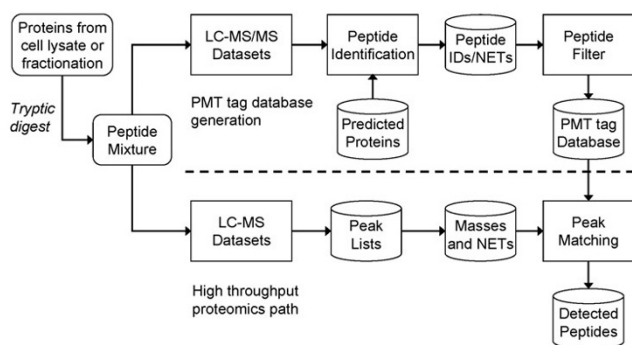 Proteins from
cell lysate or
fractionation
Tryptic
digest
Peptide
Mixture
LC-MS/MS
Datasets
Peptide
Identification
Peptide
IDs/NETs
Peptide
Filter
PMT tag database
generation
Predicted
Proteins
PMT tag
Database
LC-MS
Datasets
Peak
Lists
Masses
and NETs
Peak
Matching
High throughput
proteomics path
Detected
Peptides